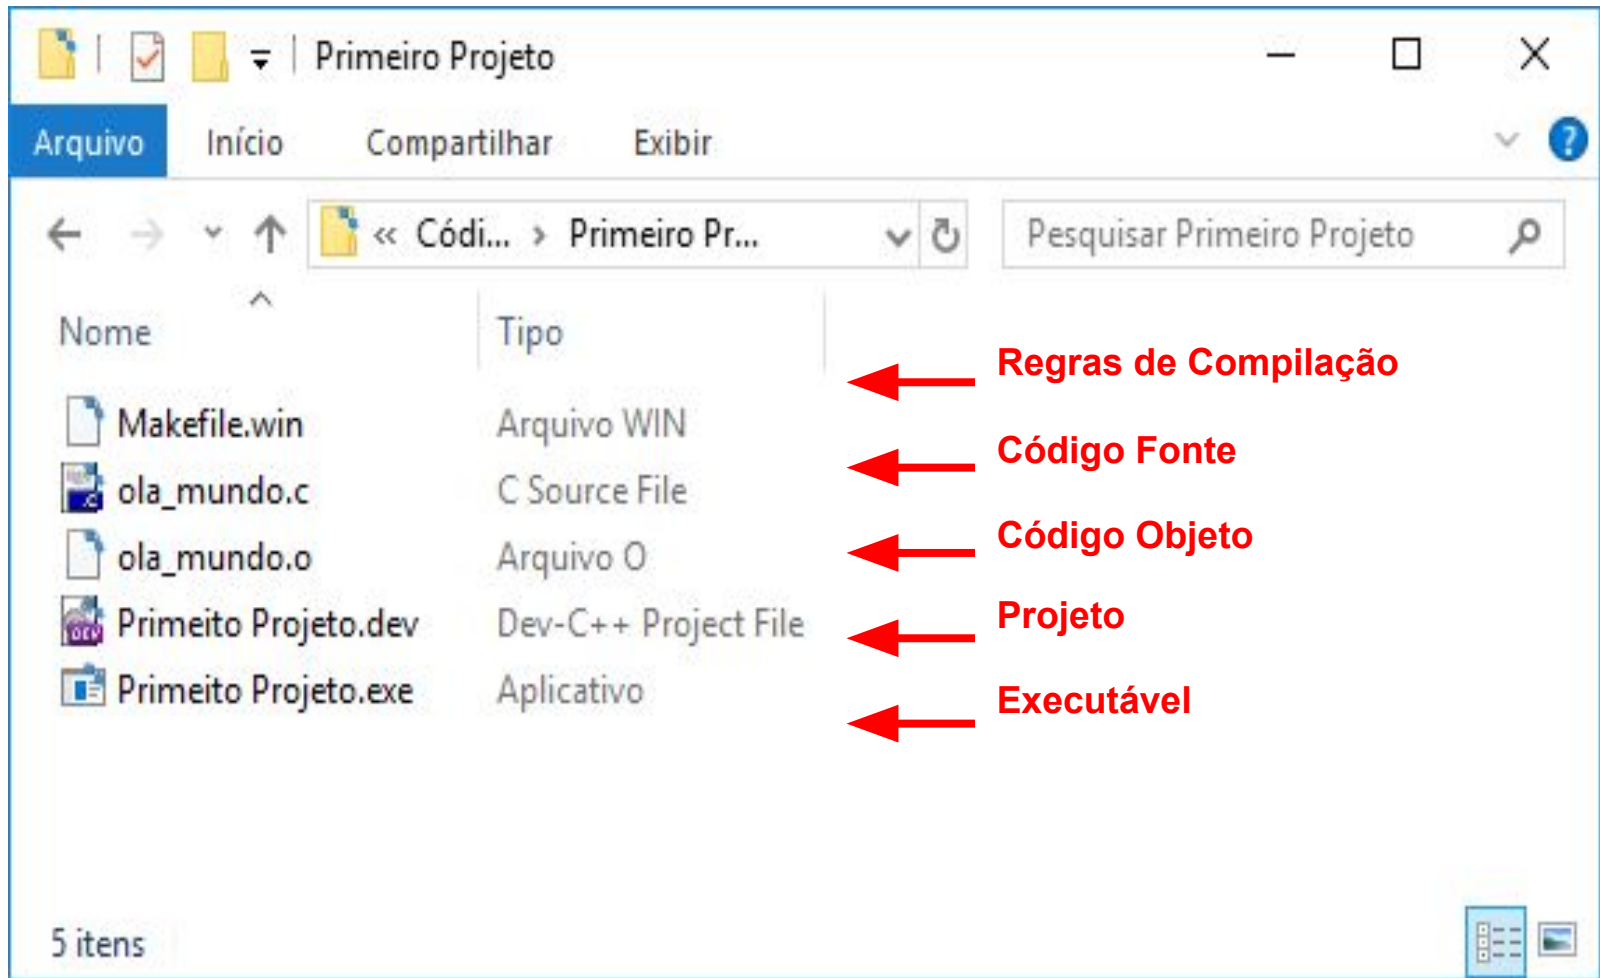 Primeiro Projeto
Arquivo Início Compartilhar Exibir ?
« Códi... › Primeiro Pr... Pesquisar Primeiro Projeto
Nome Tipo
Regras de Compilação
Makefile.win Arquivo WIN
Código Fonte
ola_mundo.c C Source File
Código Objeto
ola_mundo.o Arquivo O
Projeto
Primeito Projeto.dev Dev-C++ Project File
Executável
Primeito Projeto.exe Aplicativo
5 itens